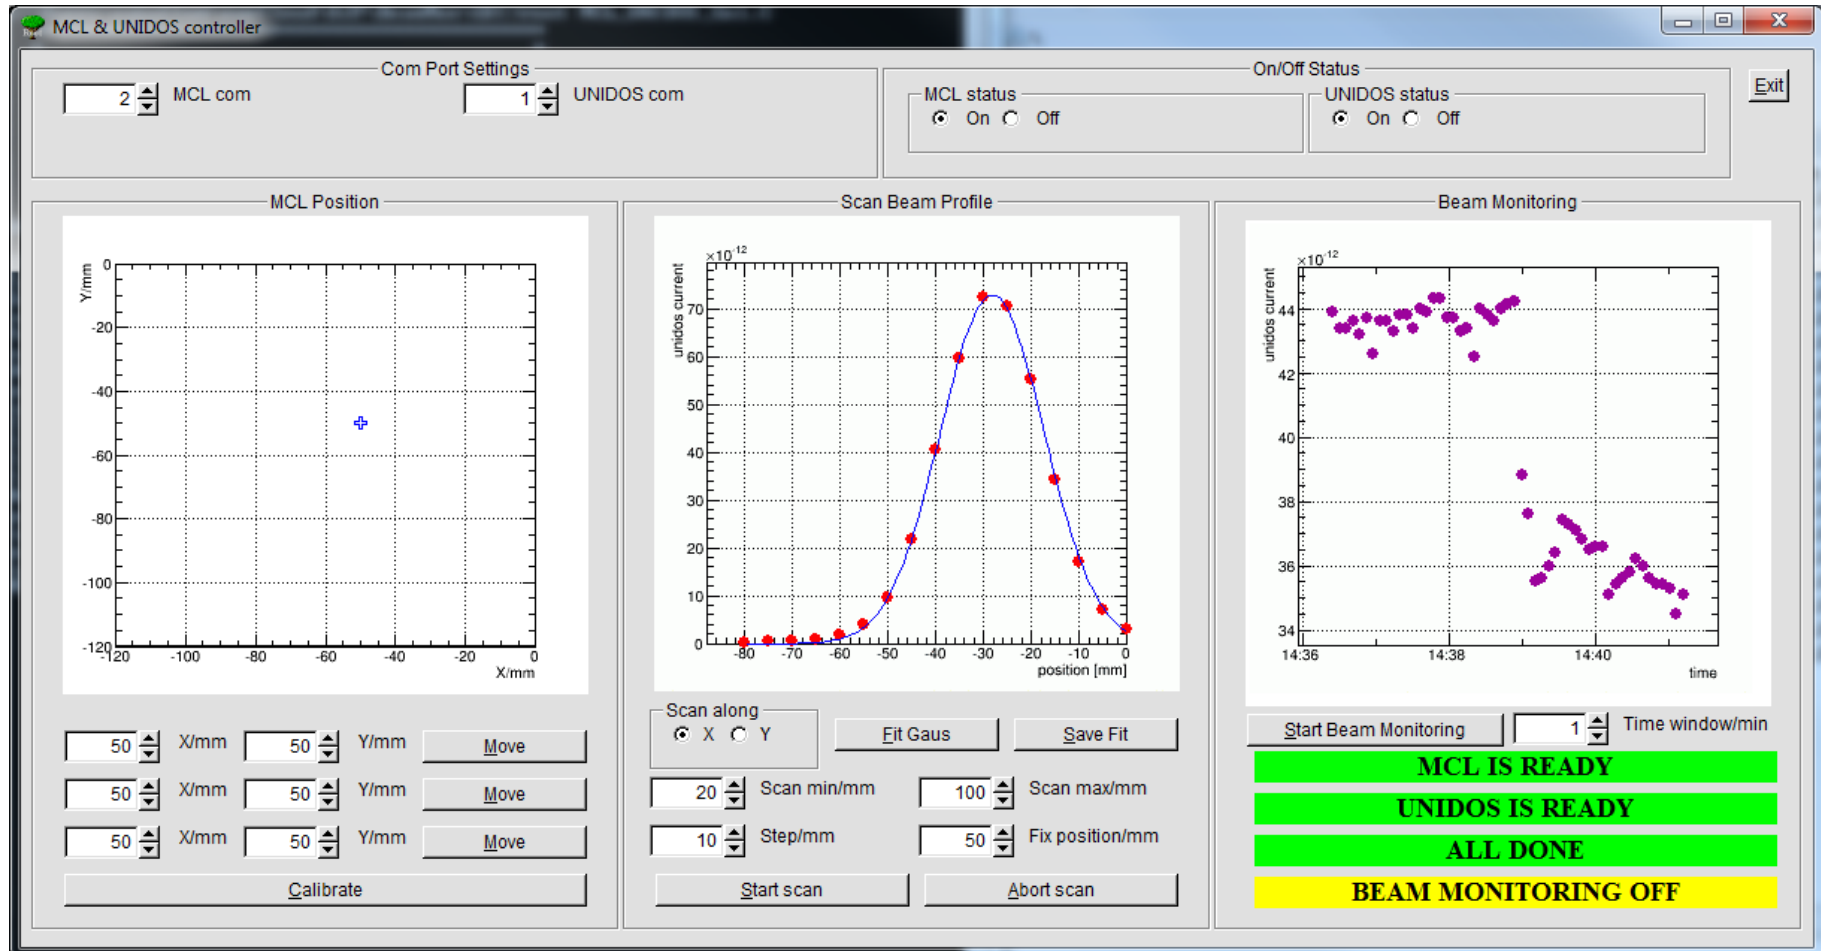 MCL & UNIDOS controller
Com Port Settings
2 MCL com 1 UNIDOS com
On/Off Status
MCL status
On Off
UNIDOS status
On Off
Exit
MCL Position
Y/mm
0
-20
-40
-60
-80
-100
-120
-120 -100 -80 -60 -40 -20 0
X/mm
50 X/mm 50 Y/mm Move
50 X/mm 50 Y/mm Move
50 X/mm 50 Y/mm Move
Calibrate
Scan Beam Profile
×10-12
unidos current
70
60
50
40
30
20
10
0
-80 -70 -60 -50 -40 -30 -20 -10 0
position [mm]
Scan along
X Y
Fit Gaus Save Fit
20 Scan min/mm 100 Scan max/mm
10 Step/mm 50 Fix position/mm
Start scan Abort scan
Beam Monitoring
×10-12
unidos current
44
42
40
38
36
34
14:36 14:38 14:40
time
Start Beam Monitoring 1 Time window/min
MCL IS READY
UNIDOS IS READY
ALL DONE
BEAM MONITORING OFF